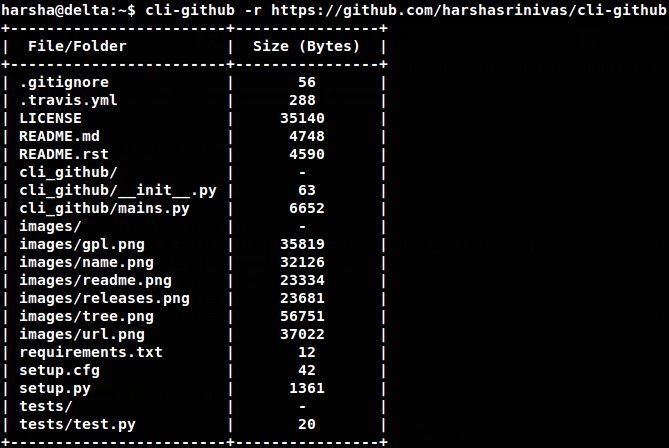 harsha@delta:~$ cli-github -r https://github.com/harshasrinivas/cli-github
+------------------------+----------------+
|  File/Folder           |  Size (Bytes)  |
+------------------------+----------------+
| .gitignore             |       56       |
| .travis.yml            |      288       |
| LICENSE                |     35140      |
| README.md              |      4748      |
| README.rst             |      4590      |
| cli_github/            |       -        |
| cli_github/__init__.py |       63       |
| cli_github/mains.py    |      6652      |
| images/                |       -        |
| images/gpl.png         |     35819      |
| images/name.png        |     32126      |
| images/readme.png      |     23334      |
| images/releases.png    |     23681      |
| images/tree.png        |     56751      |
| images/url.png         |     37022      |
| requirements.txt       |       12       |
| setup.cfg              |       42       |
| setup.py               |      1361      |
| tests/                 |       -        |
| tests/test.py          |       20       |
+------------------------+----------------+